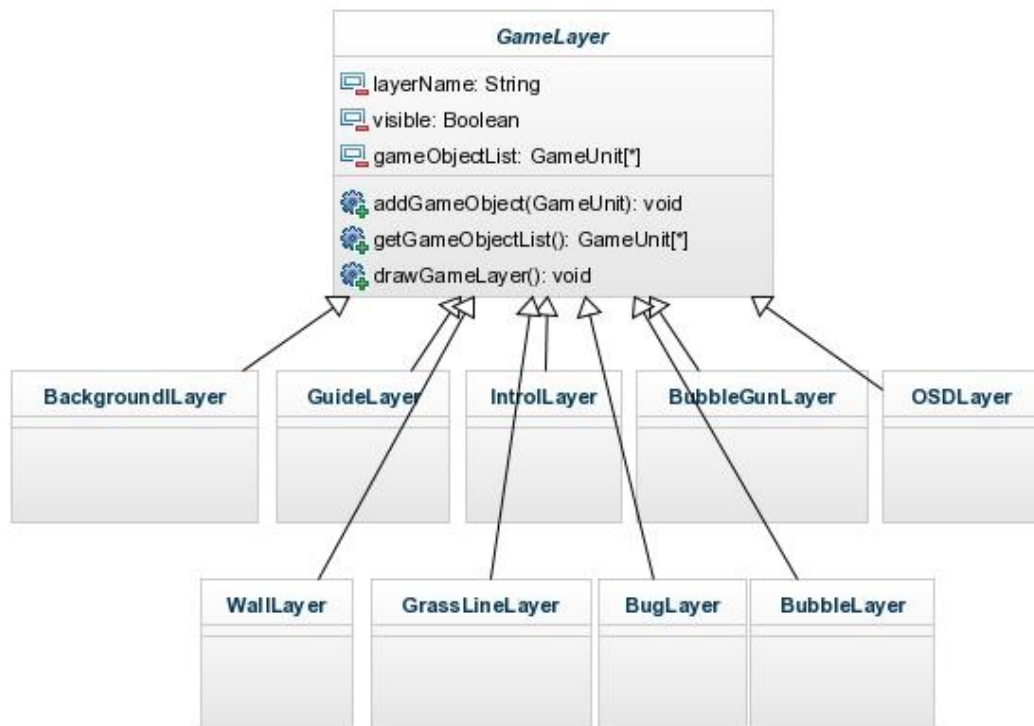 GameLayer
layerName: String
visible: Boolean
gameObjectList: GameUnit[*]
addGameObject(GameUnit): void
getGameObjectList(): GameUnit[*]
drawGameLayer(): void
BackgroundlLayer
GuideLayer
IntrolLayer
BubbleGunLayer
OSDLayer
WallLayer
GrassLineLayer
BugLayer
BubbleLayer